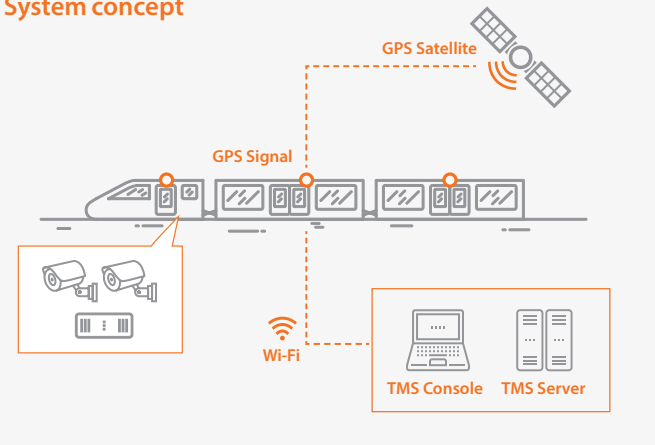 System concept
GPS Satellite
GPS Signal
Wi-Fi
TMS Console
TMS Server